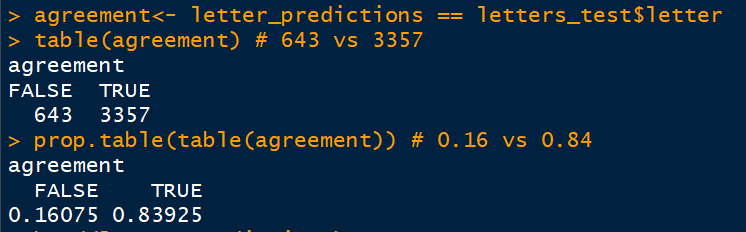 > agreement<- letter_predictions == letters_test$letter
> table(agreement) # 643 vs 3357
agreement
FALSE  TRUE
  643  3357
> prop.table(table(agreement)) # 0.16 vs 0.84
agreement
  FALSE    TRUE
0.16075 0.83925